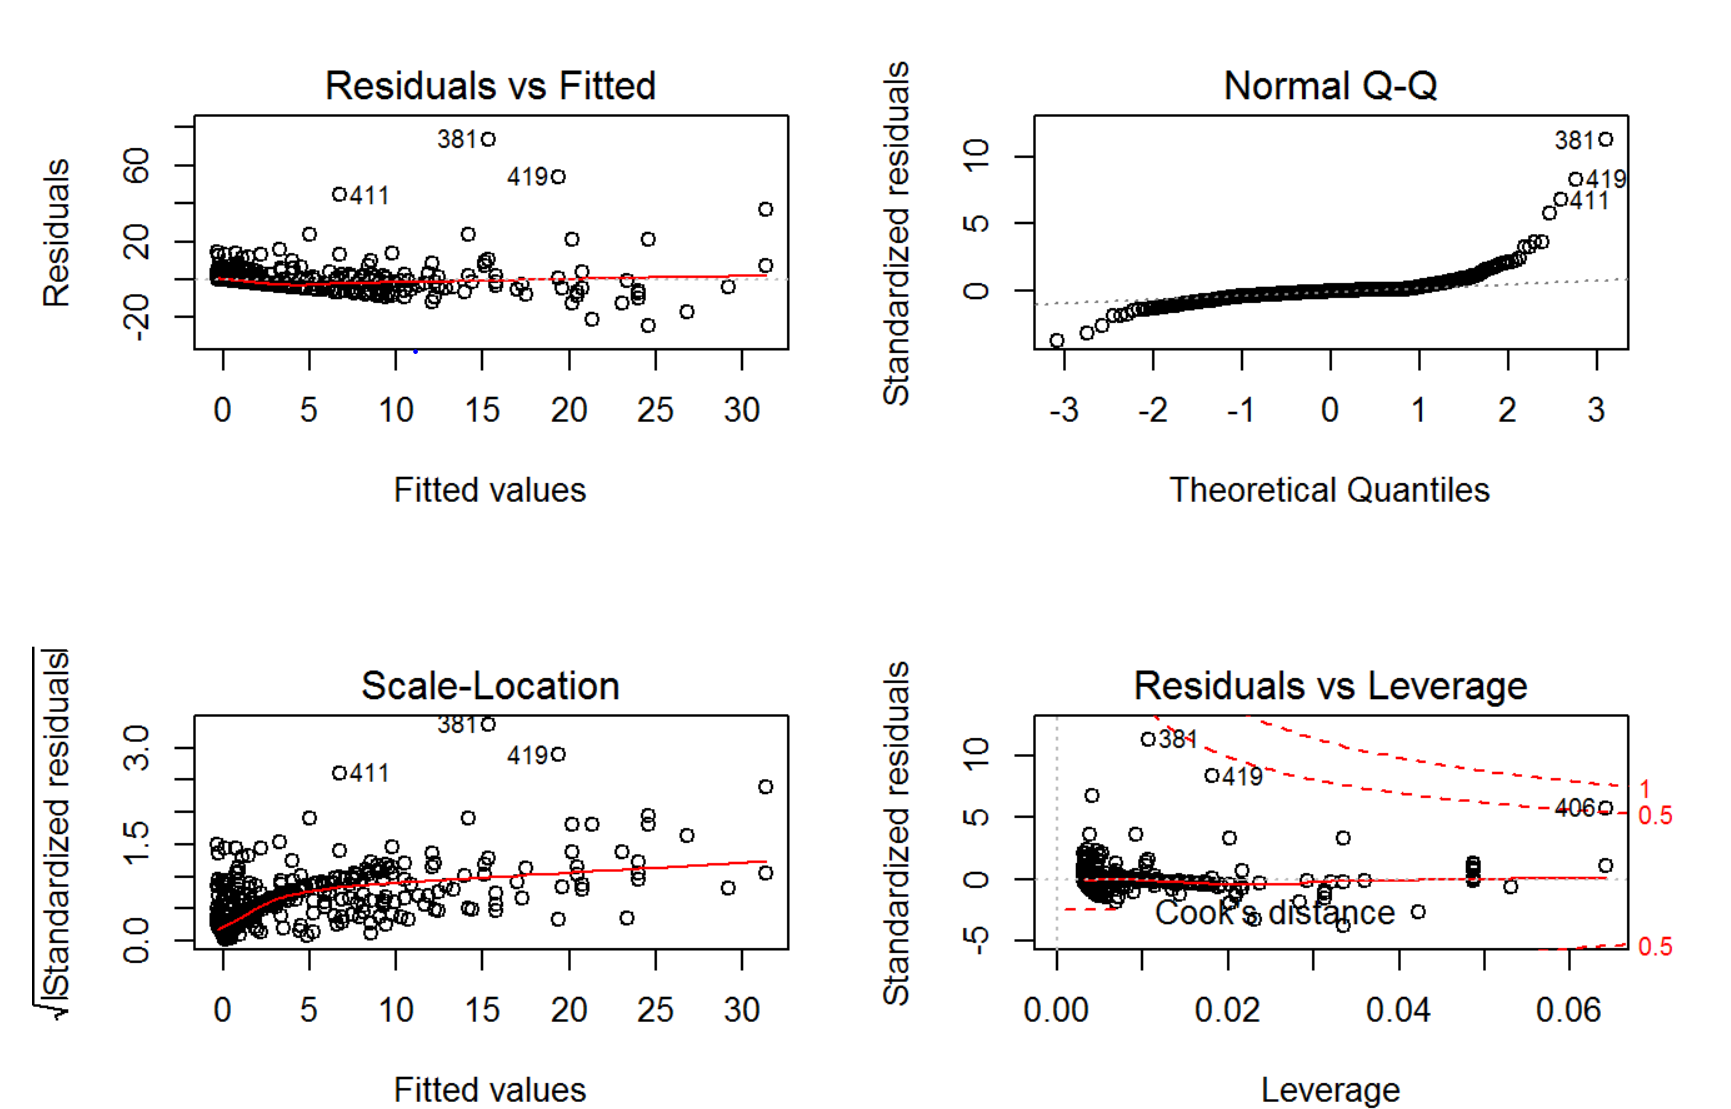 Residuals vs Fitted
Residuals
-20 20 60
381
419
411
0 5 10 15 20 25 30
Fitted values
Normal Q-Q
Standardized residuals
0 5 10
381
419
411
-3 -2 -1 0 1 2 3
Theoretical Quantiles
Scale-Location
√|Standardized residuals|
0.0 1.5 3.0
381
419
411
0 5 10 15 20 25 30
Fitted values
Residuals vs Leverage
Standardized residuals
-5 0 5 10
381
419
406
1
0.5
0.5
Cook's distance
0.00 0.02 0.04 0.06
Leverage